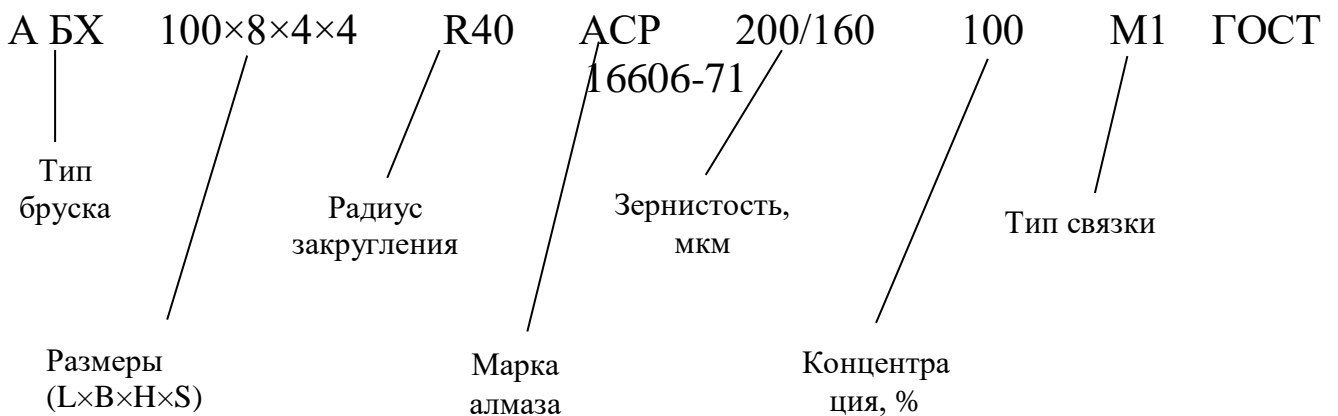 А БХ 100×8×4×4 R40 АСР 200/160 100 М1 ГОСТ
16606-71
Тип
бруска
Радиус
закругления
Зернистость,
мкм
Тип связки
Размеры
(L×B×H×S)
Марка
алмаза
Концентра
ция, %